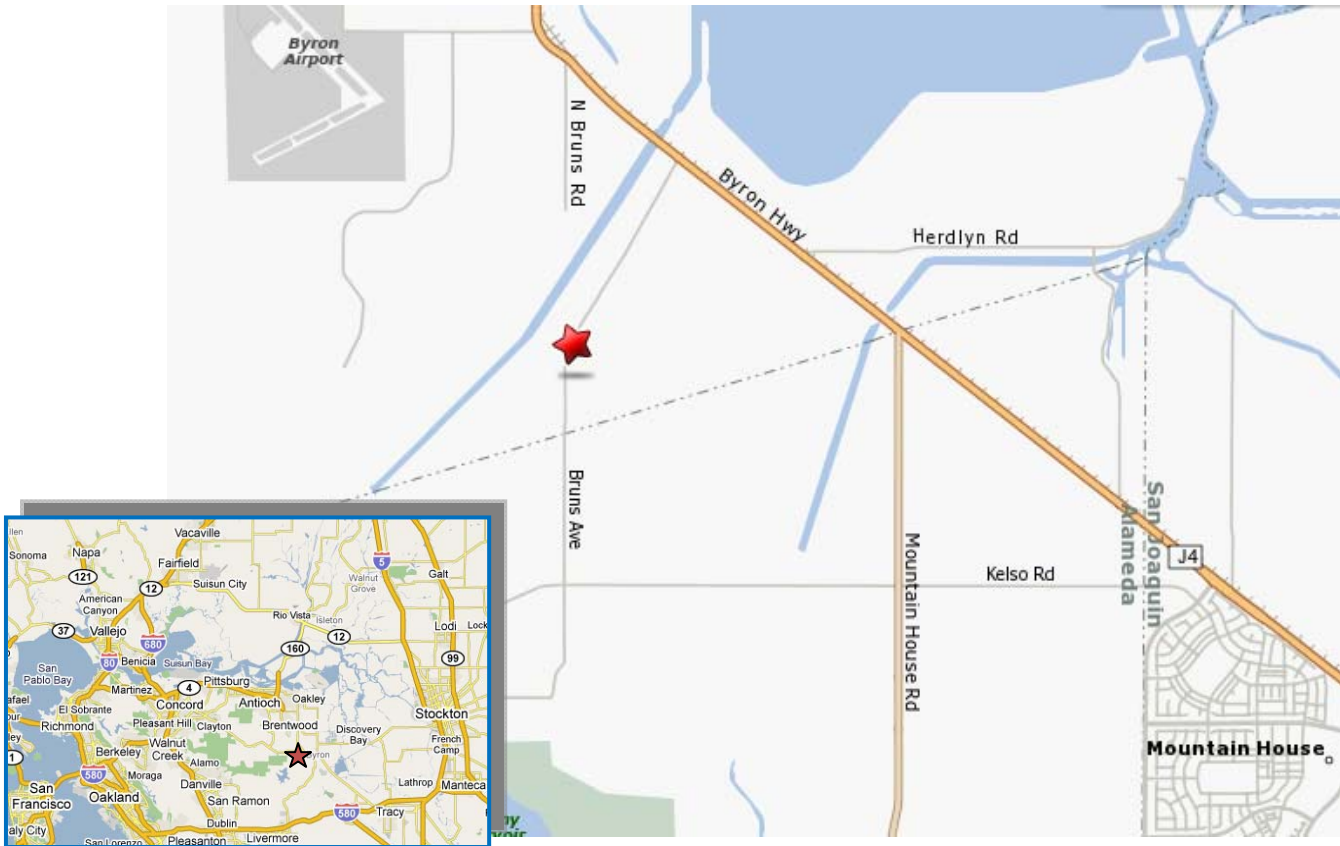 Byron
Airport
N Bruns Rd
Byron Hwy
Herdlyn Rd
Bruns Ave
Mountain House Rd
Kelso Rd
San Joaquin
Alameda
J4
Mountain House
Vacaville
Sonoma
Napa
Fairfield
5
121
Suisun City
Walnut
Grove
Galt
12
American
Canyon
Rio Vista
Isleton
Lodi
37
Vallejo
12
680
160
99
80
Benicia
Suisun Bay
San
Pablo Bay
Martinez
4
Pittsburg
Antioch
Oakley
El Sobrante
Concord
Stockton
Richmond
Pleasant Hill
Clayton
Brentwood
Discovery
Bay
French
Camp
Walnut
Creek
Berkeley
1
Alamo
580
Moraga
Danville
Lathrop
Manteca
San
Francisco
Oakland
San Ramon
580
Tracy
Dublin
San Lorenzo
Pleasanton
Livermore